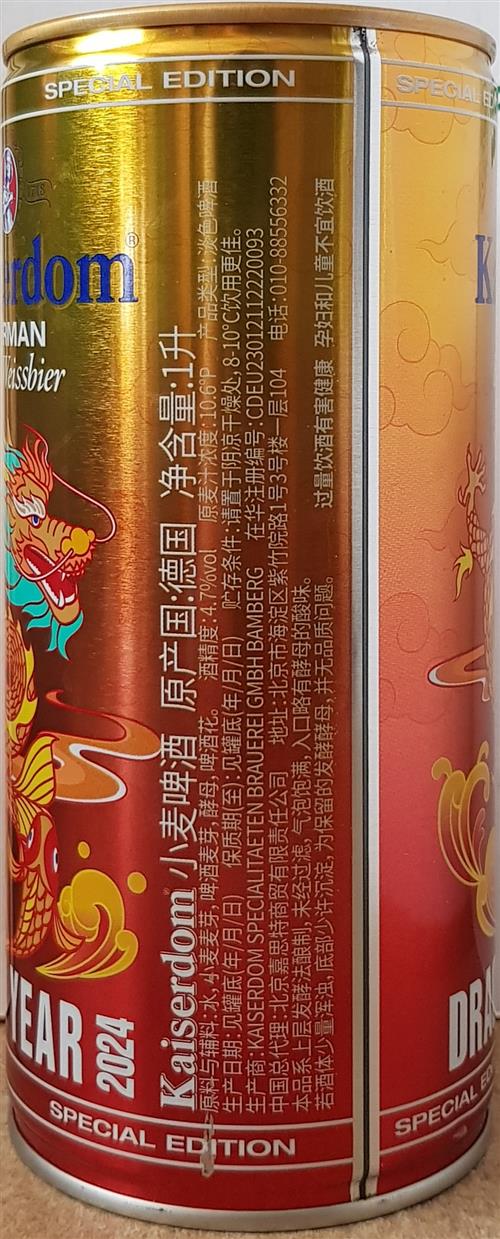 SPECIAL EDITION
SPECIAL ED
erdom®
K
RMAN
Weissbier
Kaiserdom 小麦啤酒 原产国:德国 净含量:1升
原料与辅料:水,小麦麦芽,啤酒麦芽,酵母,啤酒花。 酒精度:4.7%vol 原麦汁浓度:10.6°P 产品类型:淡色啤酒
生产日期:见罐底(年/月/日) 保质期(至):见罐底(年/月/日) 贮存条件:请置于阴凉干燥处,8-10°C饮用更佳。
生产商:KAISERDOM SPECIALITAETEN BRAUEREI GMBH BAMBERG 在华注册编号:CDEU23012112220093
中国总代理:北京嘉思特商贸有限责任公司 地址:北京市海淀区紫竹院路1号3号楼一层104 电话:010-88556332
本品系上层发酵法酿制,未经过滤,气泡饱满,入口略有酵母的酸味。
若酒体少量浑浊,底部少许沉淀,为保留的发酵酵母,并无品质问题。 过量饮酒有害健康 孕妇和儿童不宜饮酒
YEAR
2024
DRA
SPECIAL EDITION
SPECIAL E